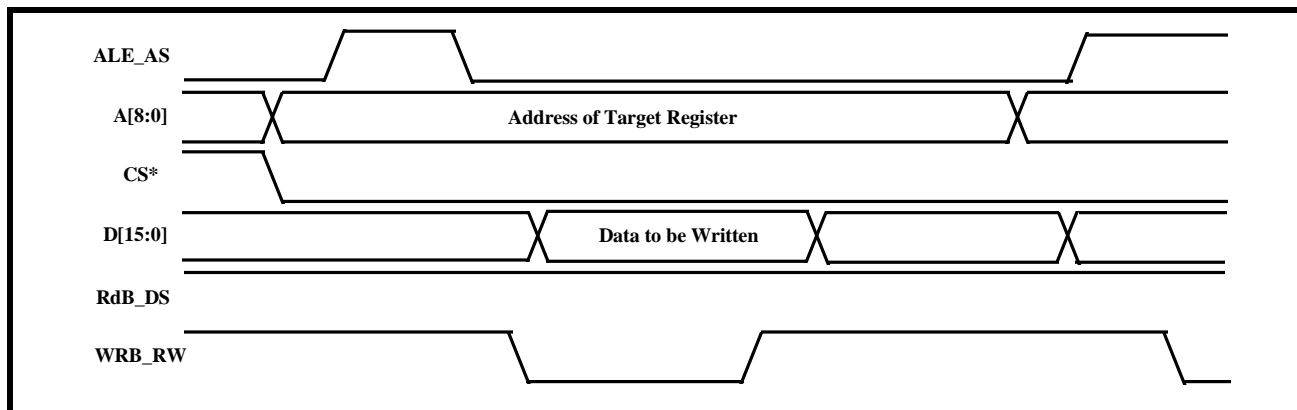 ALE_AS
A[8:0]
Address of Target Register
CS*
D[15:0]
Data to be Written
RdB_DS
WRB_RW